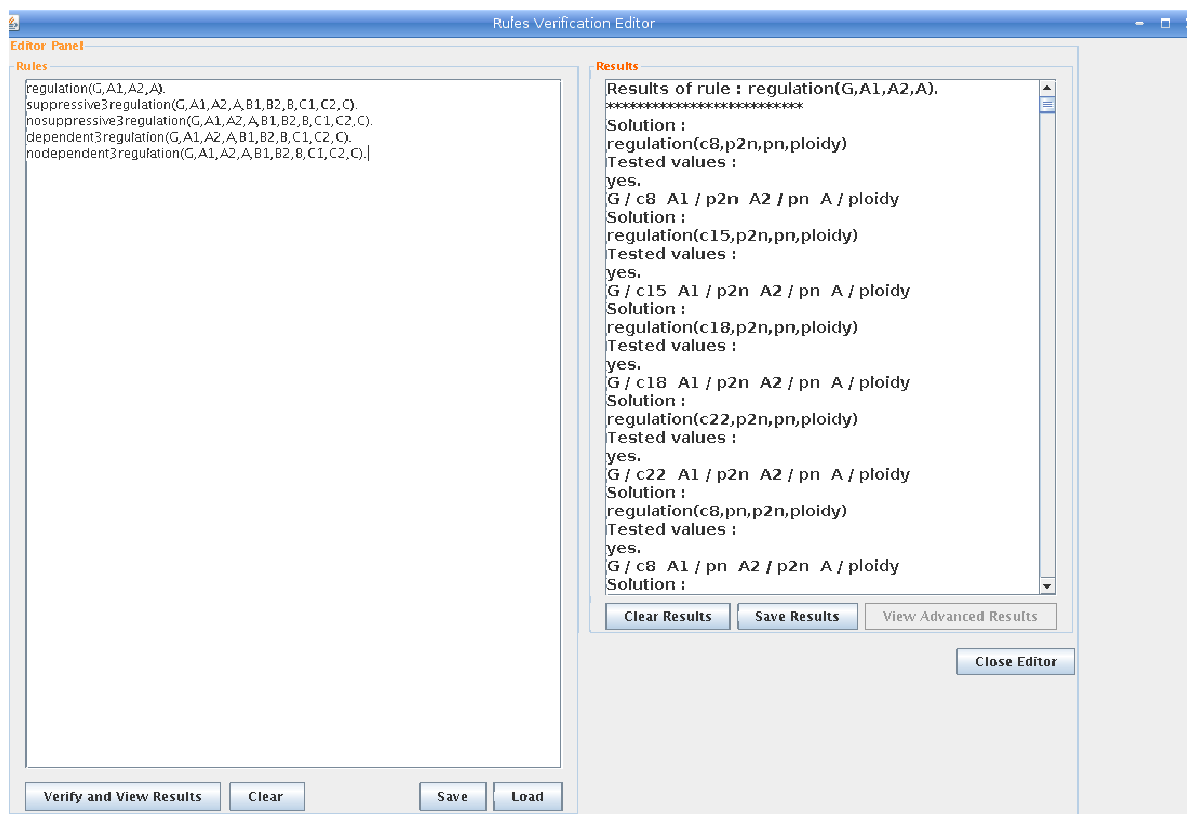 Rules Verification Editor
Editor Panel
Rules
regulation(G,A1,A2,A).
suppressive3regulation(G,A1,A2,A,B1,B2,B,C1,C2,C).
nosuppressive3regulation(G,A1,A2,A,B1,B2,B,C1,C2,C).
dependent3regulation(G,A1,A2,A,B1,B2,B,C1,C2,C).
nodependent3regulation(G,A1,A2,A,B1,B2,B,C1,C2,C).
Verify and View Results
Clear
Save
Load
Results
Results of rule : regulation(G,A1,A2,A).
**************************
Solution :
regulation(c8,p2n,pn,ploidy)
Tested values :
yes.
G / c8 A1 / p2n A2 / pn A / ploidy
Solution :
regulation(c15,p2n,pn,ploidy)
Tested values :
yes.
G / c15 A1 / p2n A2 / pn A / ploidy
Solution :
regulation(c18,p2n,pn,ploidy)
Tested values :
yes.
G / c18 A1 / p2n A2 / pn A / ploidy
Solution :
regulation(c22,p2n,pn,ploidy)
Tested values :
yes.
G / c22 A1 / p2n A2 / pn A / ploidy
Solution :
regulation(c8,pn,p2n,ploidy)
Tested values :
yes.
G / c8 A1 / pn A2 / p2n A / ploidy
Solution :
Clear Results
Save Results
View Advanced Results
Close Editor